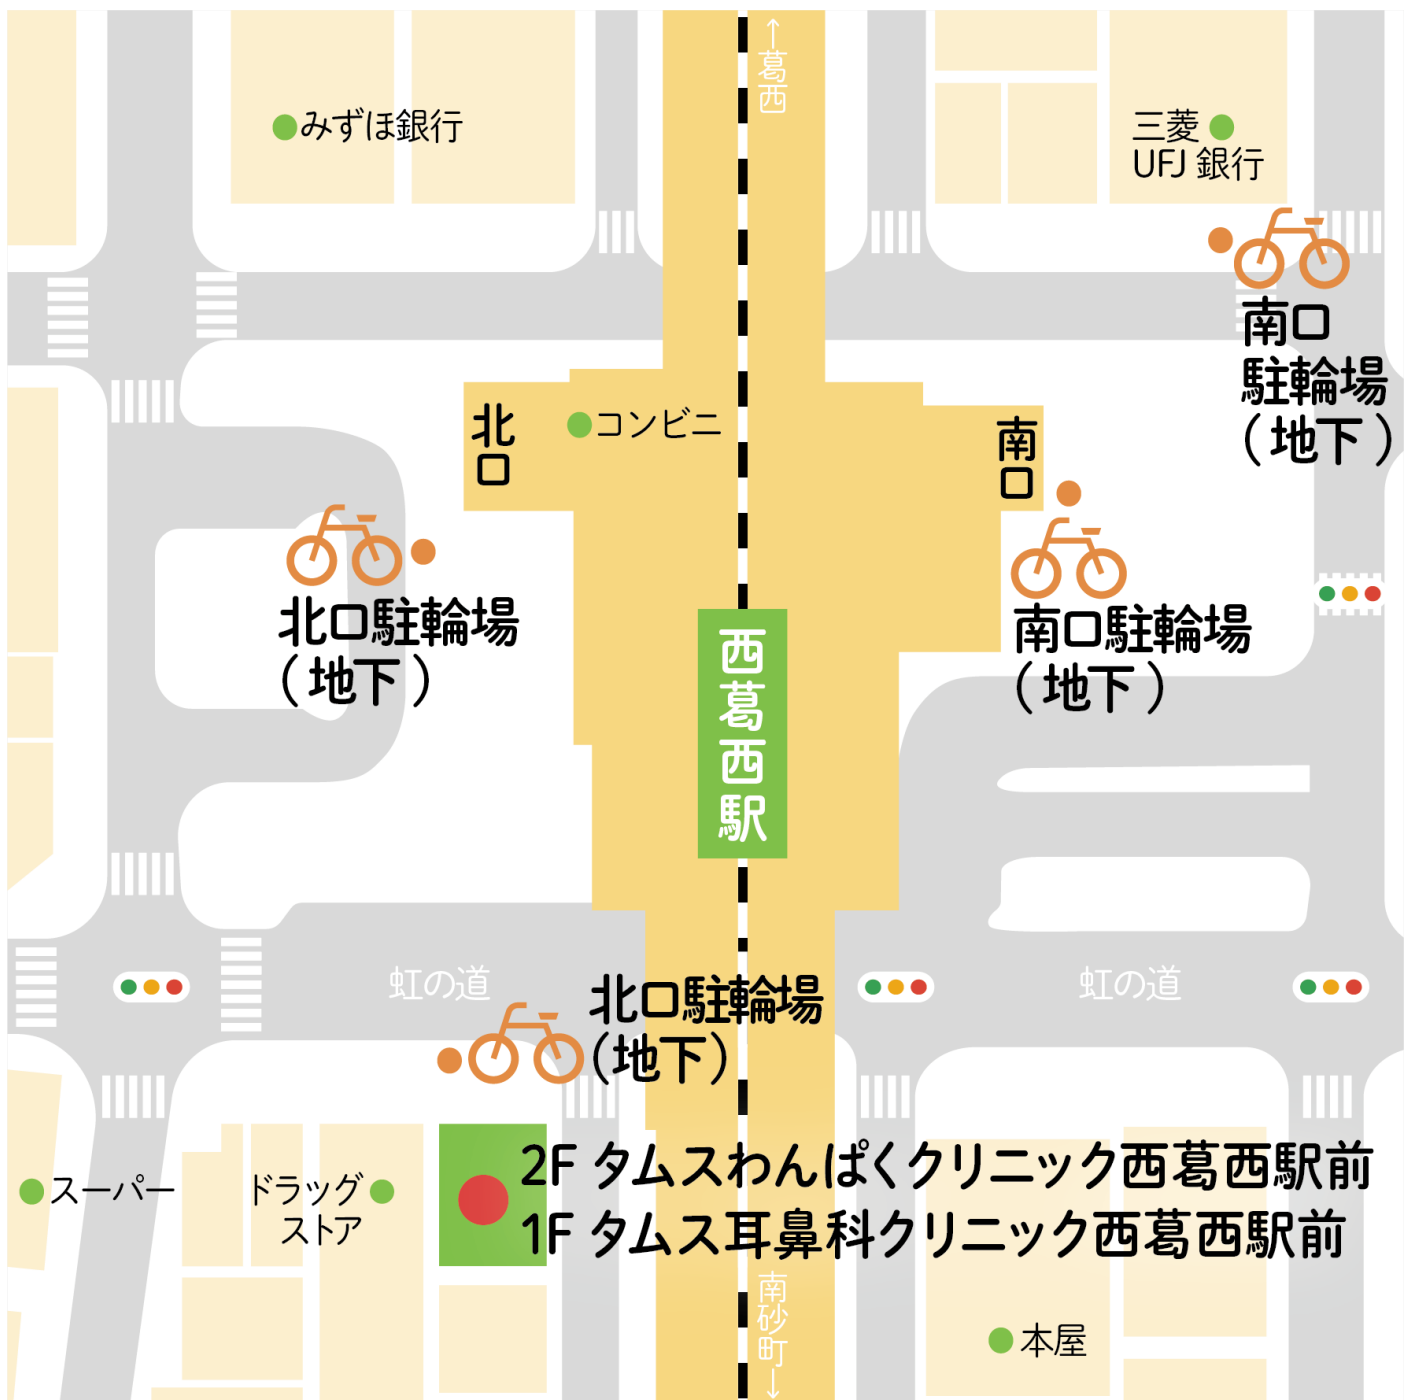 ↑葛西
みずほ銀行
三菱
UFJ 銀行
南口
駐輪場
(地下)
北口
コンビニ
南口
北口駐輪場
(地下)
南口駐輪場
(地下)
西葛西駅
虹の道
虹の道
北口駐輪場
(地下)
スーパー
ドラッグ
ストア
2F タムスわんぱくクリニック西葛西駅前
1F タムス耳鼻科クリニック西葛西駅前
南砂町↓
本屋